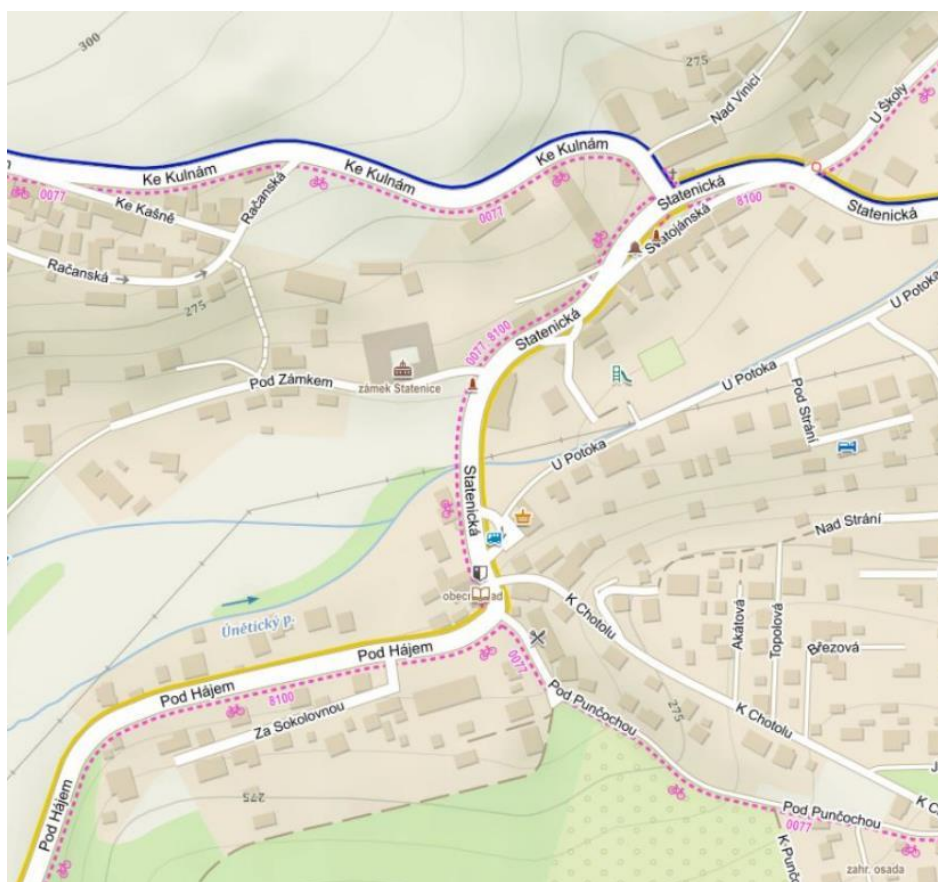 300
275
Nad Vinicí
U Školy
Ke Kulnám
Ke Kulnám
Ke Kulnám
0077
Ke Kašně
Račanská
0077
Statenická
8100
Svatojánská
Statenická
Račanská
275
0077 8100
Statenická
U Potoka
zámek Statenice
Pod Zámkem
U Potoka
Pod Strání
U Potoka
Statenická
Nad Strání
obecní úřad
K Chotolu
Únětický p.
Akátová
Topolová
Březová
Pod Hájem
0077
Pod Hájem
8100
Za Sokolovnou
Pod Punčochou
275
K Chotolu
275
Pod Hájem
Pod Punčochou
0077
zahr. osada